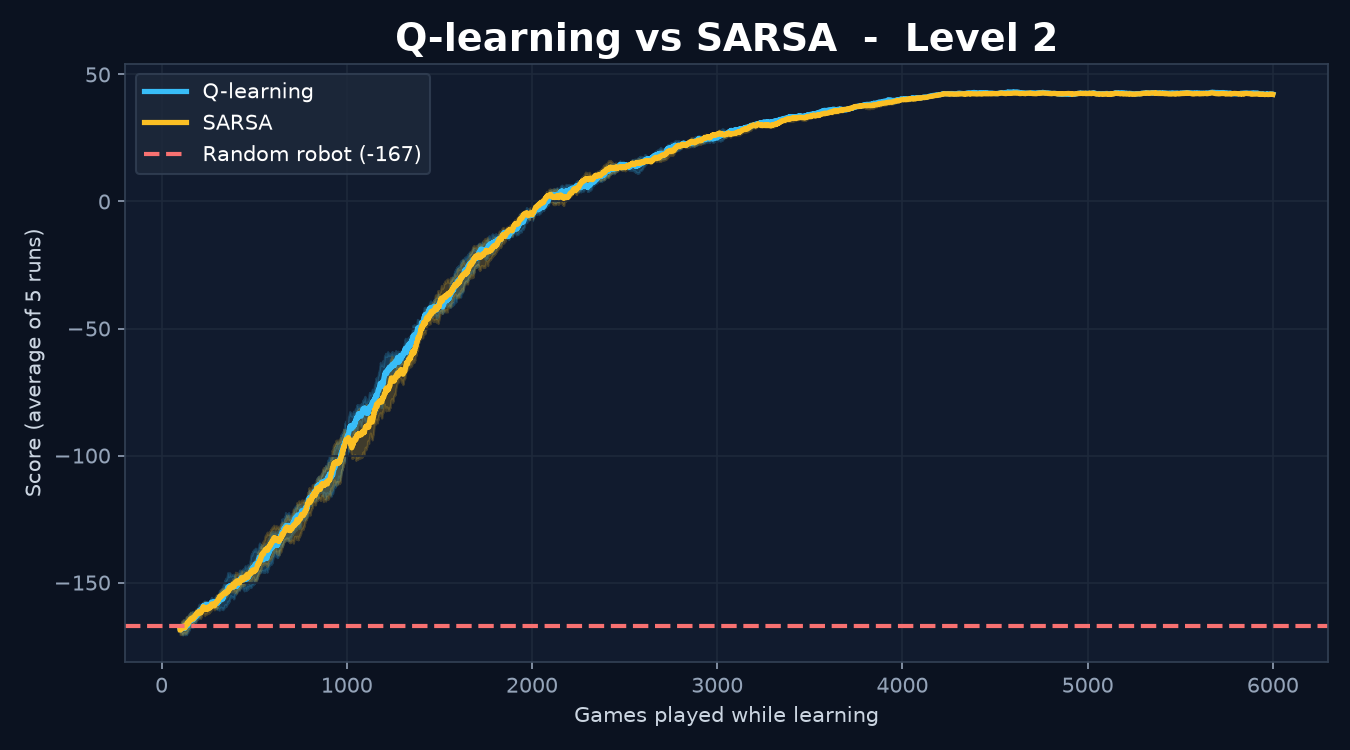 Q-learning vs SARSA  -  Level 2
Q-learning
SARSA
Random robot (-167)
Score (average of 5 runs)
50
0
−50
−100
−150
0 1000 2000 3000 4000 5000 6000
Games played while learning